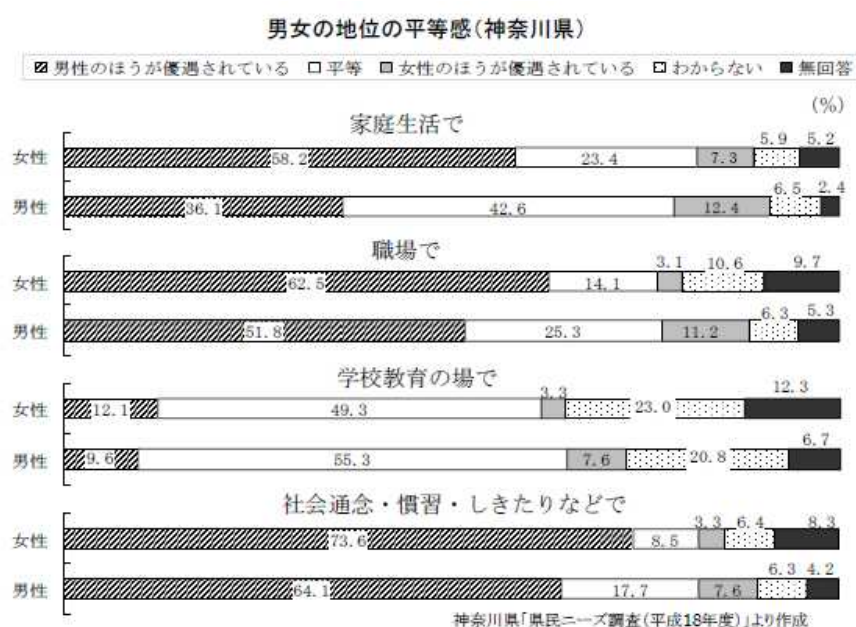 男女の地位の平等感(神奈川県)
男性のほうが優遇されている 平等 女性のほうが優遇されている わからない 無回答
(%)
家庭生活で
女性 58.2 23.4 7.3 5.9 5.2
男性 36.1 42.6 12.4 6.5 2.4
職場で
女性 62.5 14.1 3.1 10.6 9.7
男性 51.8 25.3 11.2 6.3 5.3
学校教育の場で
女性 12.1 49.3 3.3 23.0 12.3
男性 9.6 55.3 7.6 20.8 6.7
社会通念・慣習・しきたりなどで
女性 73.6 8.5 3.3 6.4 8.3
男性 64.1 17.7 7.6 6.3 4.2
神奈川県「県民ニーズ調査(平成18年度)」より作成